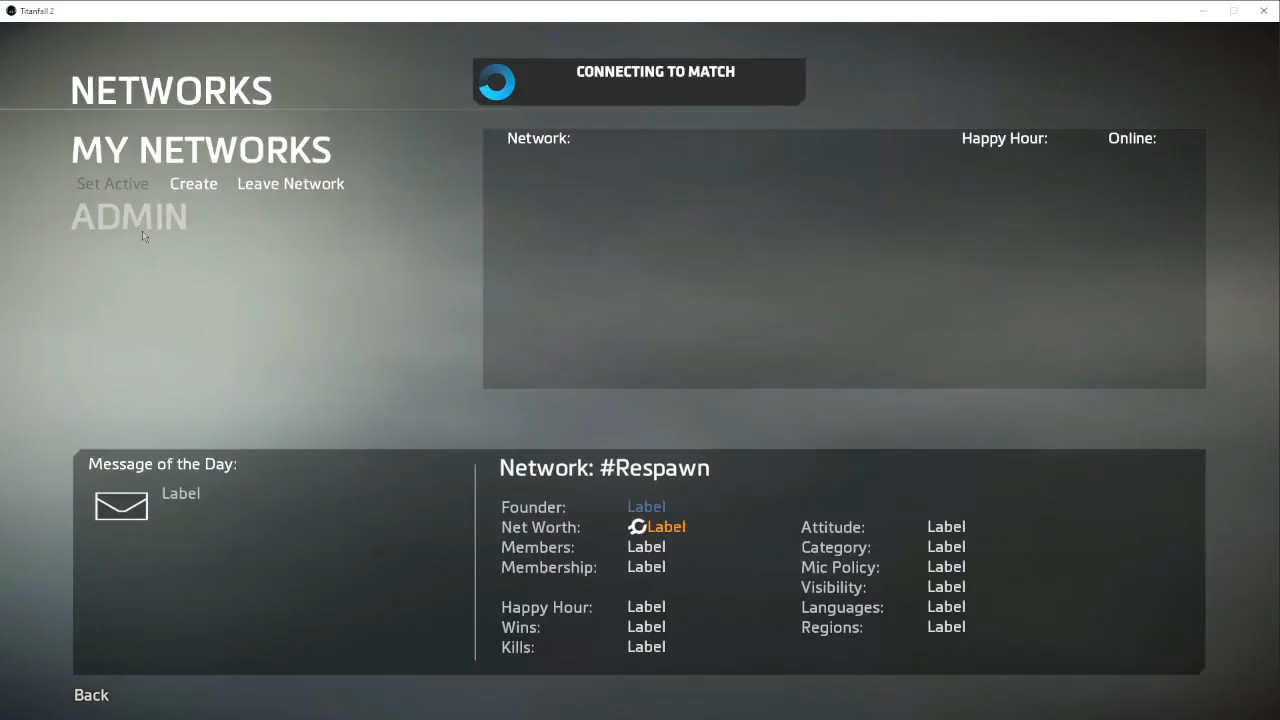 Titanfall 2
NETWORKS
CONNECTING TO MATCH
MY NETWORKS
Set Active Create Leave Network
ADMIN
Network: Happy Hour: Online:
Message of the Day:
Label
Network: #Respawn
Founder: Label
Net Worth: Label
Members: Label
Membership: Label
Happy Hour: Label
Wins: Label
Kills: Label
Attitude: Label
Category: Label
Mic Policy: Label
Visibility: Label
Languages: Label
Regions: Label
Back